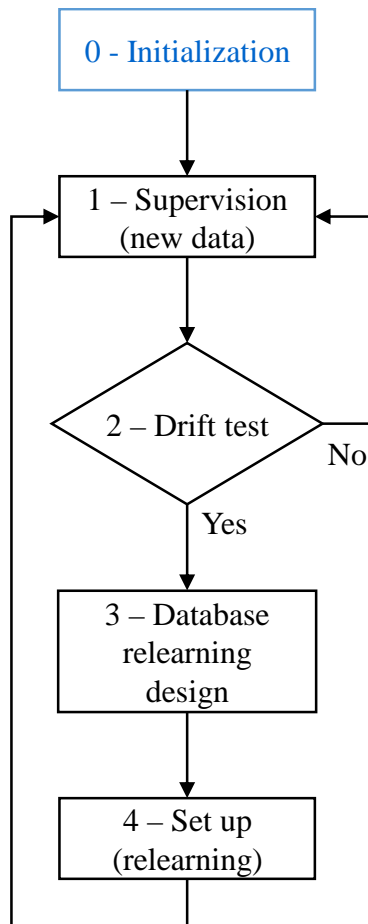 0 - Initialization
1 – Supervision
(new data)
2 – Drift test
No
Yes
3 – Database
relearning
design
4 – Set up
(relearning)